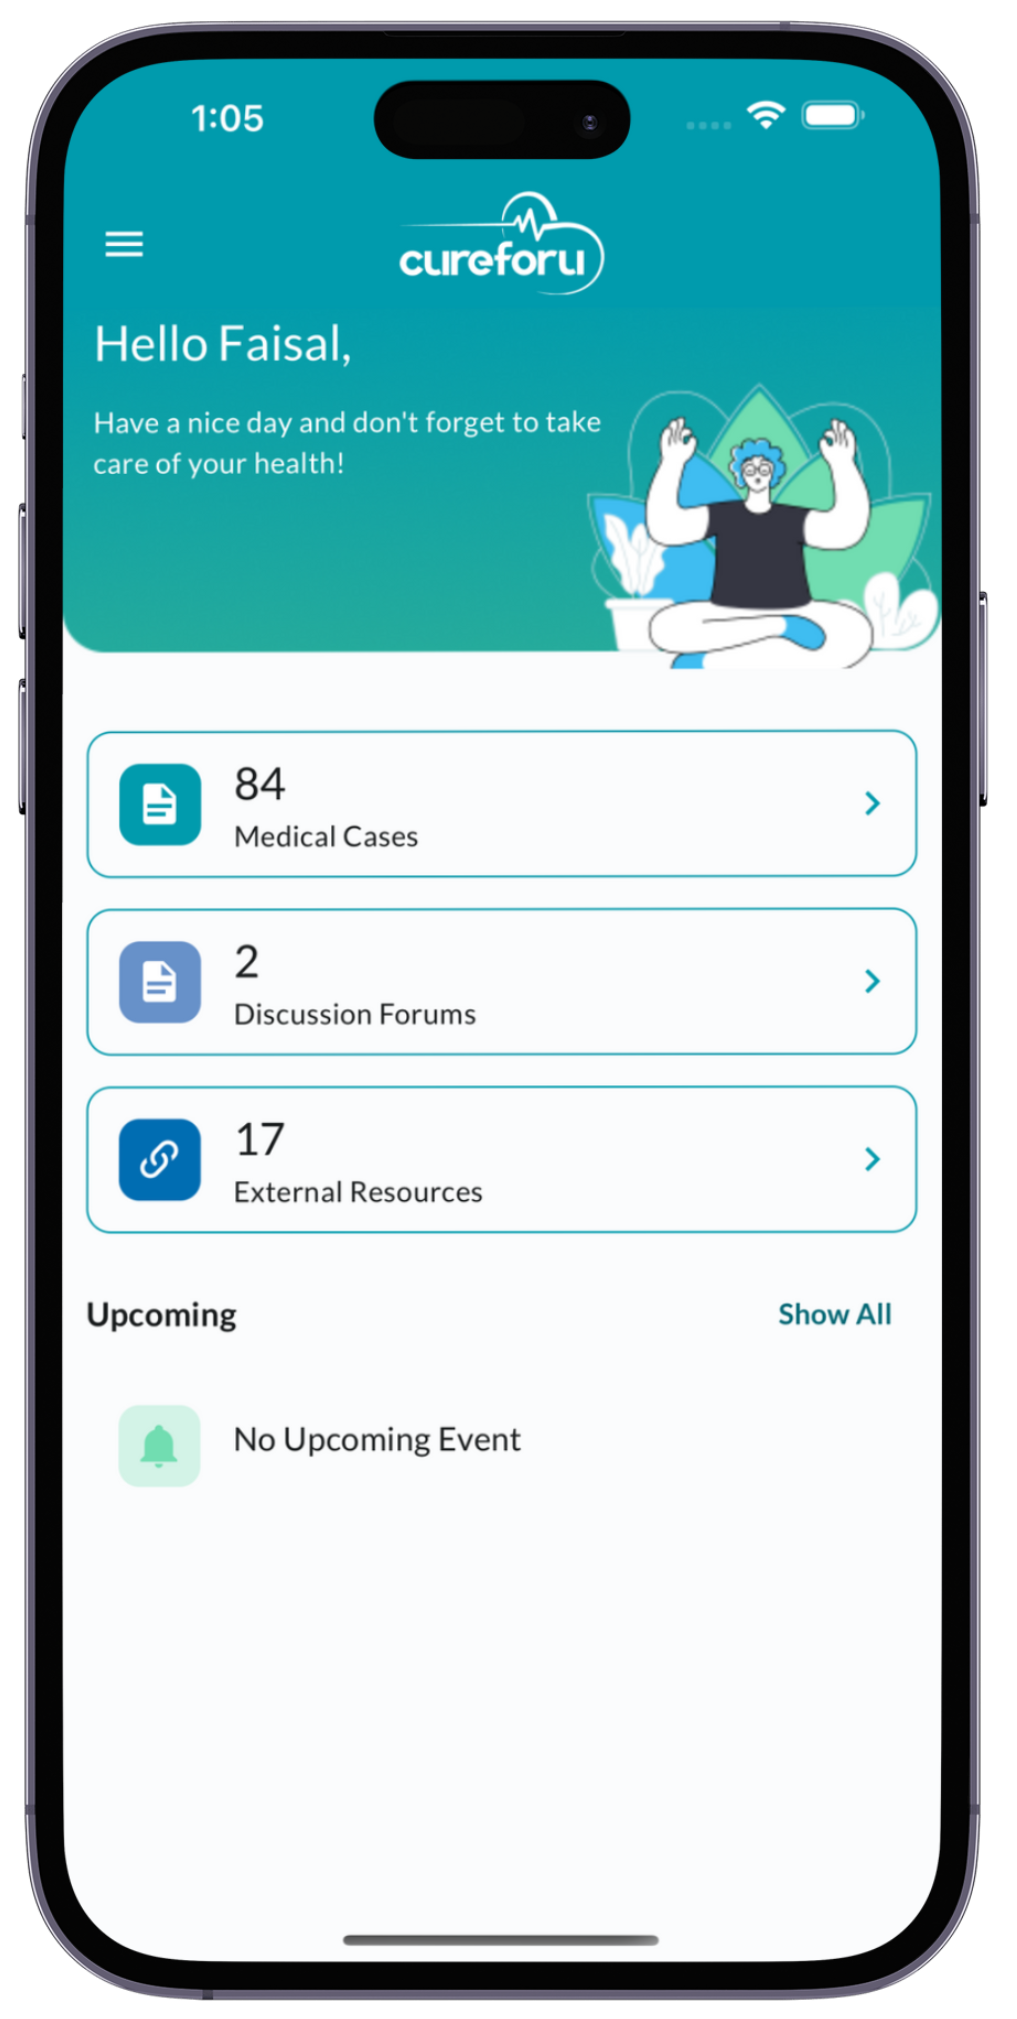 1:05
cureforu
Hello Faisal,
Have a nice day and don't forget to take
care of your health!
84
Medical Cases
2
Discussion Forums
17
External Resources
Upcoming
Show All
No Upcoming Event